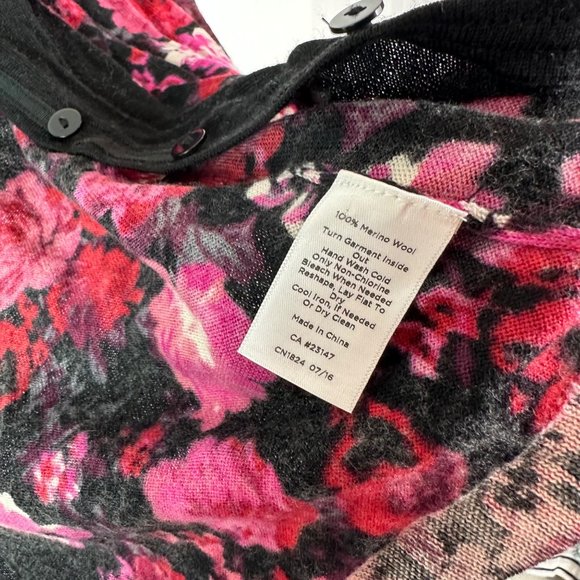 100% Merino Wool
Turn Garment Inside
Out
Hand Wash Cold
Only Non-Chlorine
Bleach When Needed
Reshape, Lay Flat To
Dry
Cool Iron, if Needed
Or Dry Clean
Made in China
CA #23147
CN1824 07/16